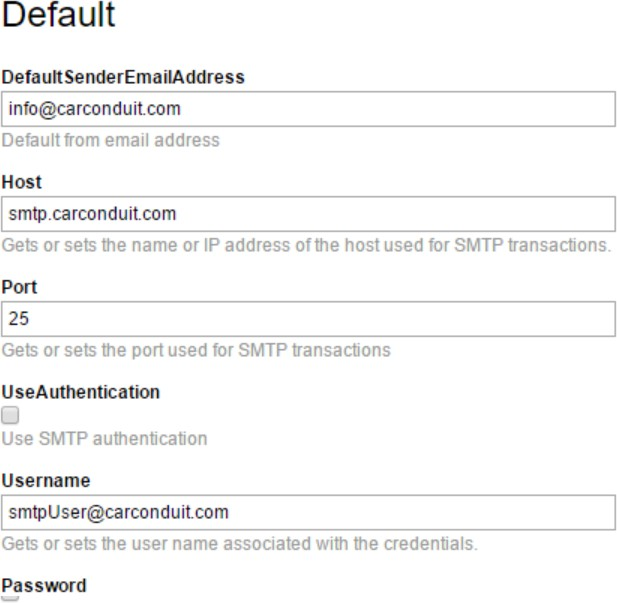 Default
DefaultSenderEmailAddress
info@carconduit.com
Default from email address
Host
smtp.carconduit.com
Gets or sets the name or IP address of the host used for SMTP transactions.
Port
25
Gets or sets the port used for SMTP transactions
UseAuthentication
Use SMTP authentication
Username
smtpUser@carconduit.com
Gets or sets the user name associated with the credentials.
Password